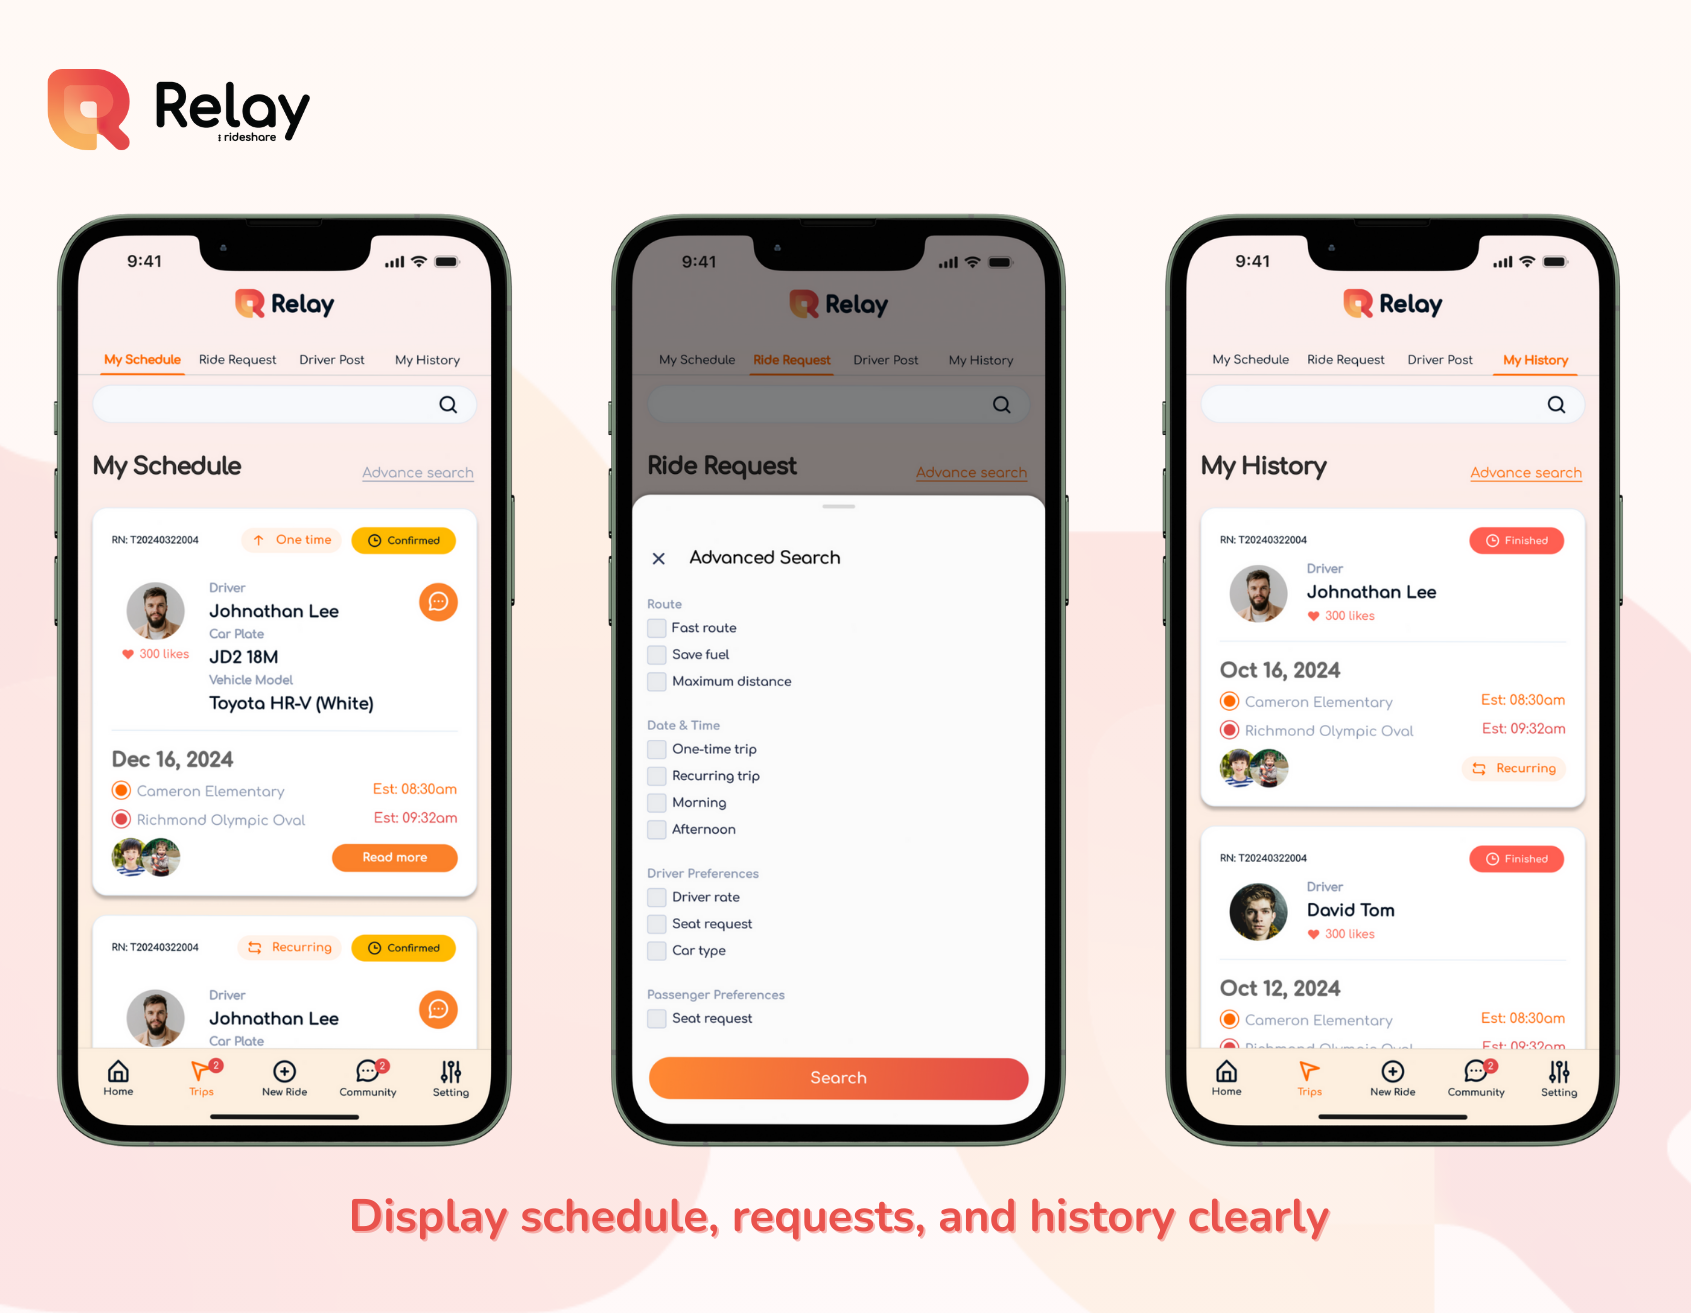 Relay
rideshare
9:41
Relay
My Schedule Ride Request Driver Post My History
My Schedule
Advance search
RN: T20240322004 One time Confirmed
Driver
Johnathan Lee
Car Plate
300 likes
JD2 18M
Vehicle Model
Toyota HR-V (White)
Dec 16, 2024
Cameron Elementary Est: 08:30am
Richmond Olympic Oval Est: 09:32am
Read more
RN: T20240322004 Recurring Confirmed
Driver
Johnathan Lee
Car Plate
2 2
Home Trips New Ride Community Setting
9:41
Relay
My Schedule Ride Request Driver Post My History
Ride Request
Advance search
Advanced Search
Route
Fast route
Save fuel
Maximum distance
Date & Time
One-time trip
Recurring trip
Morning
Afternoon
Driver Preferences
Driver rate
Seat request
Car type
Passenger Preferences
Seat request
Search
9:41
Relay
My Schedule Ride Request Driver Post My History
My History
Advance search
RN: T20240322004 Finished
Driver
Johnathan Lee
300 likes
Oct 16, 2024
Cameron Elementary Est: 08:30am
Richmond Olympic Oval Est: 09:32am
Recurring
RN: T20240322004 Finished
Driver
David Tom
300 likes
Oct 12, 2024
Cameron Elementary Est: 08:30am
Richmond Olympic Oval Est: 09:32am
2
Home Trips New Ride Community Setting
Display schedule, requests, and history clearly